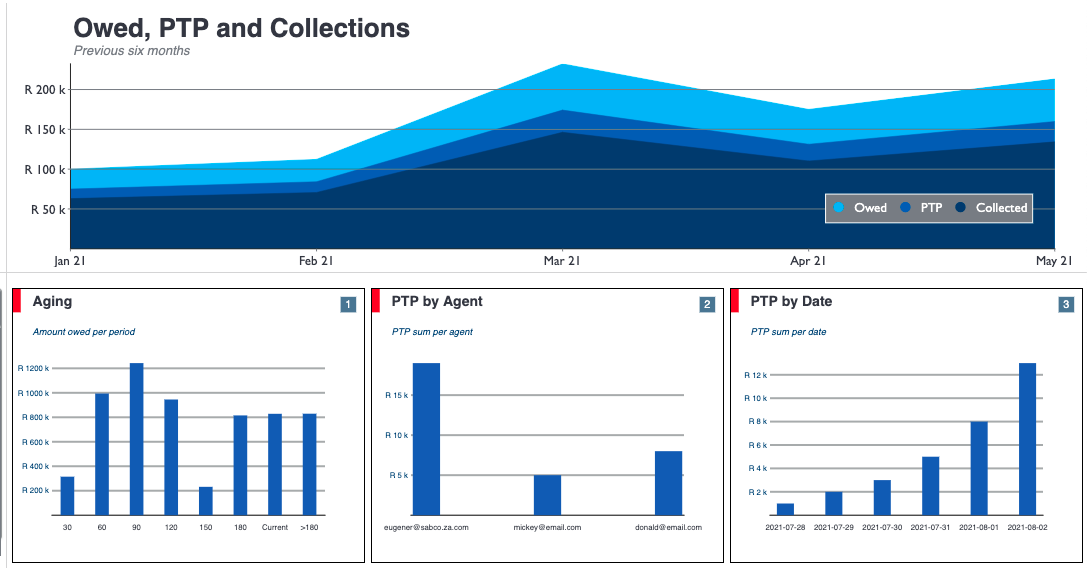 Owed, PTP and Collections
Previous six months
R 200 k
R 150 k
R 100 k
R 50 k
Owed PTP Collected
Jan 21 Feb 21 Mar 21 Apr 21 May 21
Aging 1
Amount owed per period
R 1200 k
R 1000 k
R 800 k
R 600 k
R 400 k
R 200 k
30 60 90 120 150 180 Current >180
PTP by Agent 2
PTP sum per agent
R 15 k
R 10 k
R 5 k
eugener@sabco.za.com mickey@email.com donald@email.com
PTP by Date 3
PTP sum per date
R 12 k
R 10 k
R 8 k
R 6 k
R 4 k
R 2 k
2021-07-28 2021-07-29 2021-07-30 2021-07-31 2021-08-01 2021-08-02